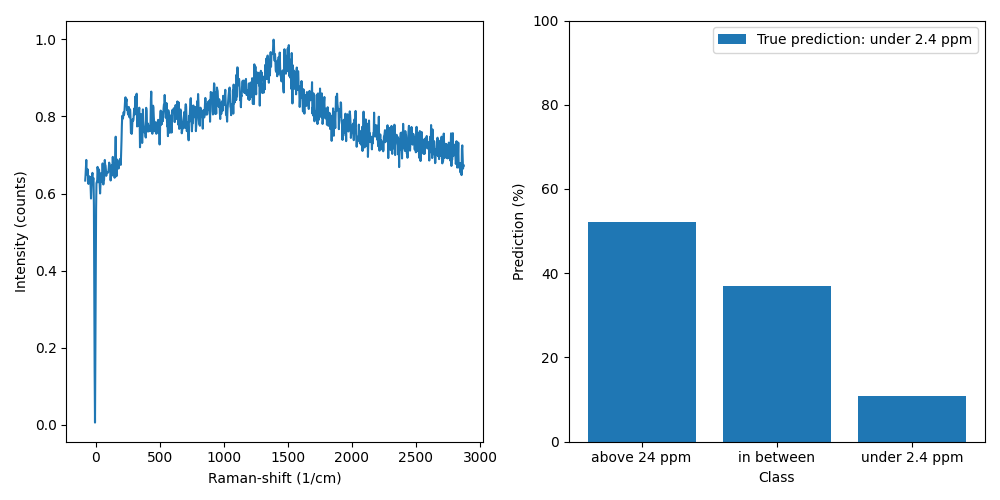 1.0
0.8
0.6
0.4
0.2
0.0
Intensity (counts)
0 500 1000 1500 2000 2500 3000
Raman-shift (1/cm)
100
80
60
40
20
0
Prediction (%)
True prediction: under 2.4 ppm
above 24 ppm in between under 2.4 ppm
Class